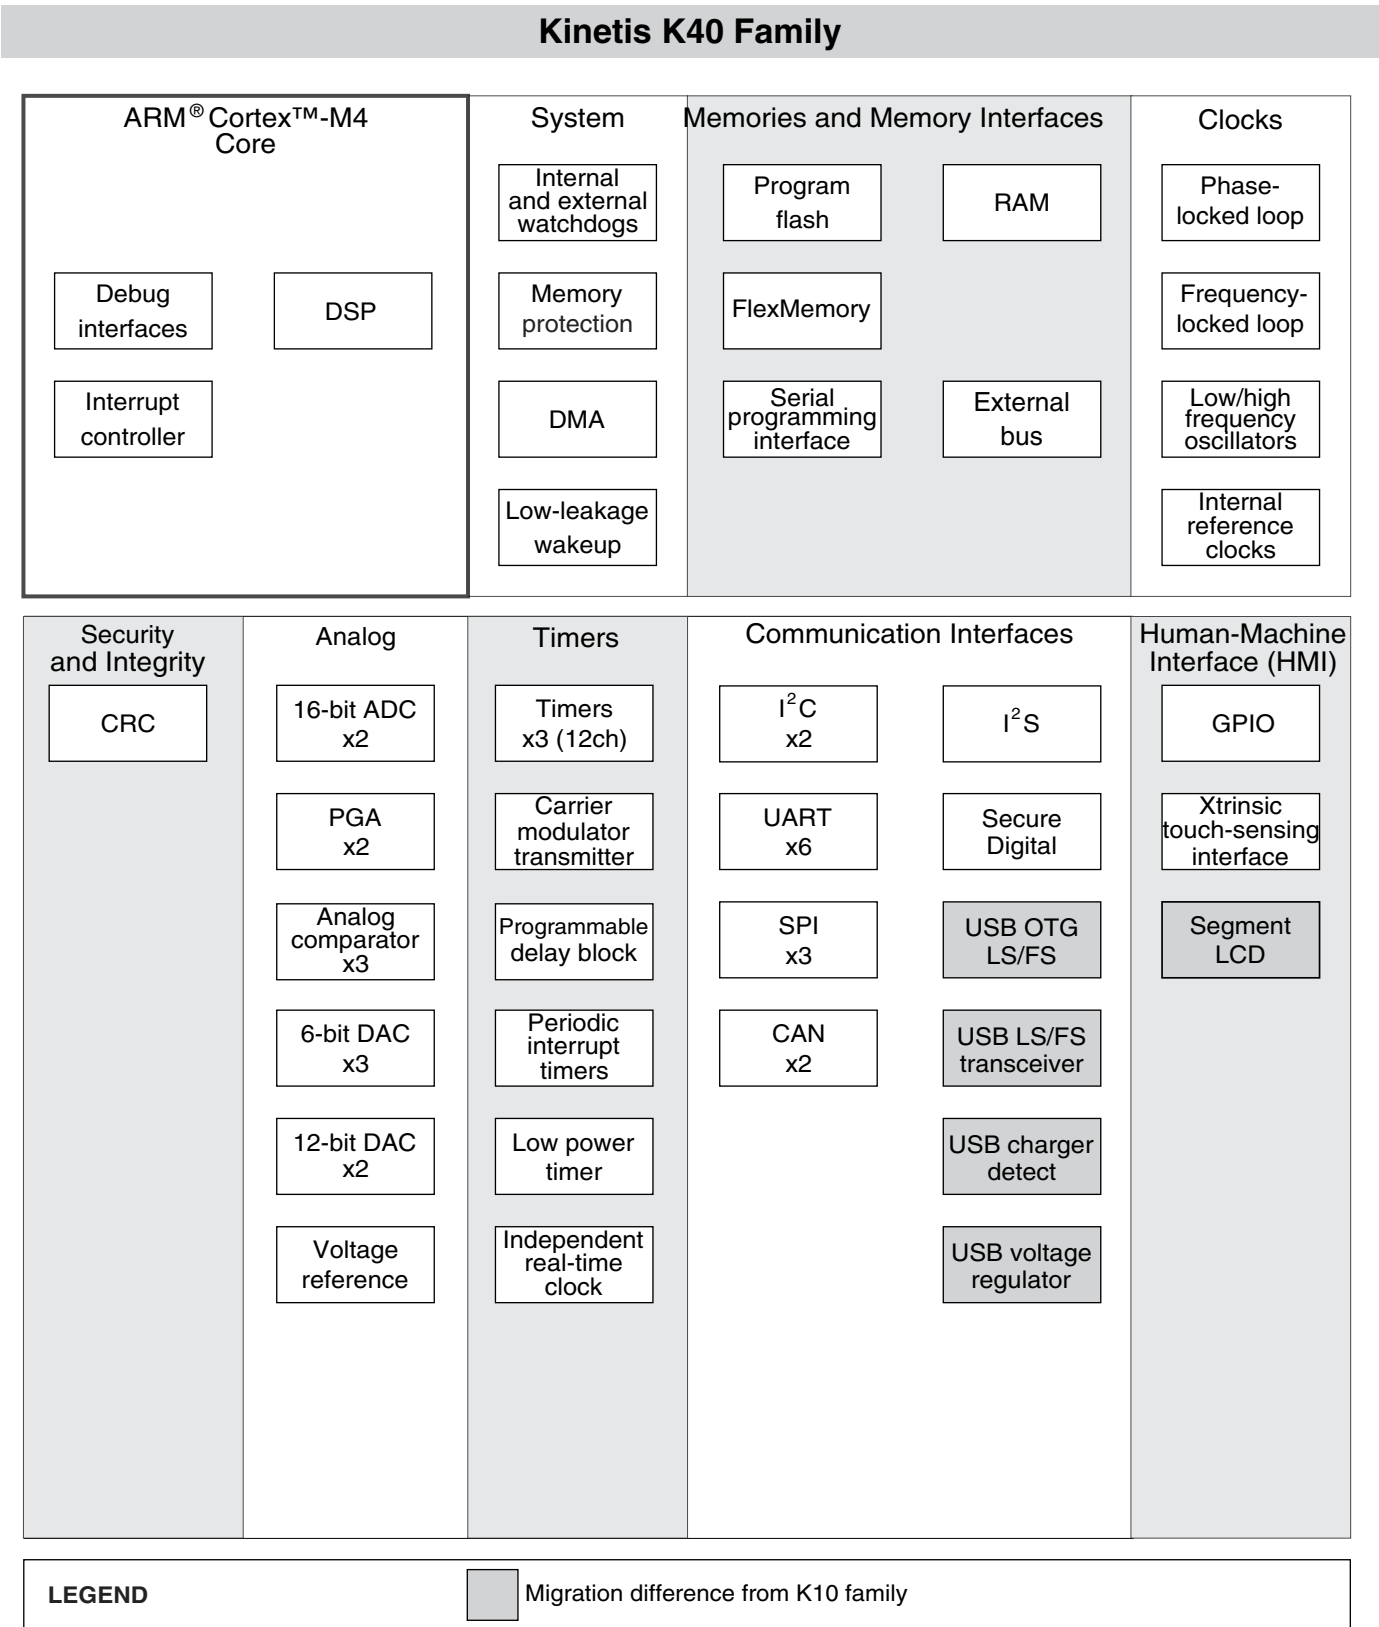 Kinetis K40 Family
ARM® Cortex™-M4
Core
Debug
interfaces
DSP
Interrupt
controller
System
Internal
and external
watchdogs
Memory
protection
DMA
Low-leakage
wakeup
Memories and Memory Interfaces
Program
flash
RAM
FlexMemory
Serial
programming
interface
External
bus
Clocks
Phase-
locked loop
Frequency-
locked loop
Low/high
frequency
oscillators
Internal
reference
clocks
Security
and Integrity
CRC
Analog
16-bit ADC
x2
PGA
x2
Analog
comparator
x3
6-bit DAC
x3
12-bit DAC
x2
Voltage
reference
Timers
Timers
x3 (12ch)
Carrier
modulator
transmitter
Programmable
delay block
Periodic
interrupt
timers
Low power
timer
Independent
real-time
clock
Communication Interfaces
I²C
x2
I²S
UART
x6
Secure
Digital
SPI
x3
USB OTG
LS/FS
CAN
x2
USB LS/FS
transceiver
USB charger
detect
USB voltage
regulator
Human-Machine
Interface (HMI)
GPIO
Xtrinsic
touch-sensing
interface
Segment
LCD
LEGEND
Migration difference from K10 family